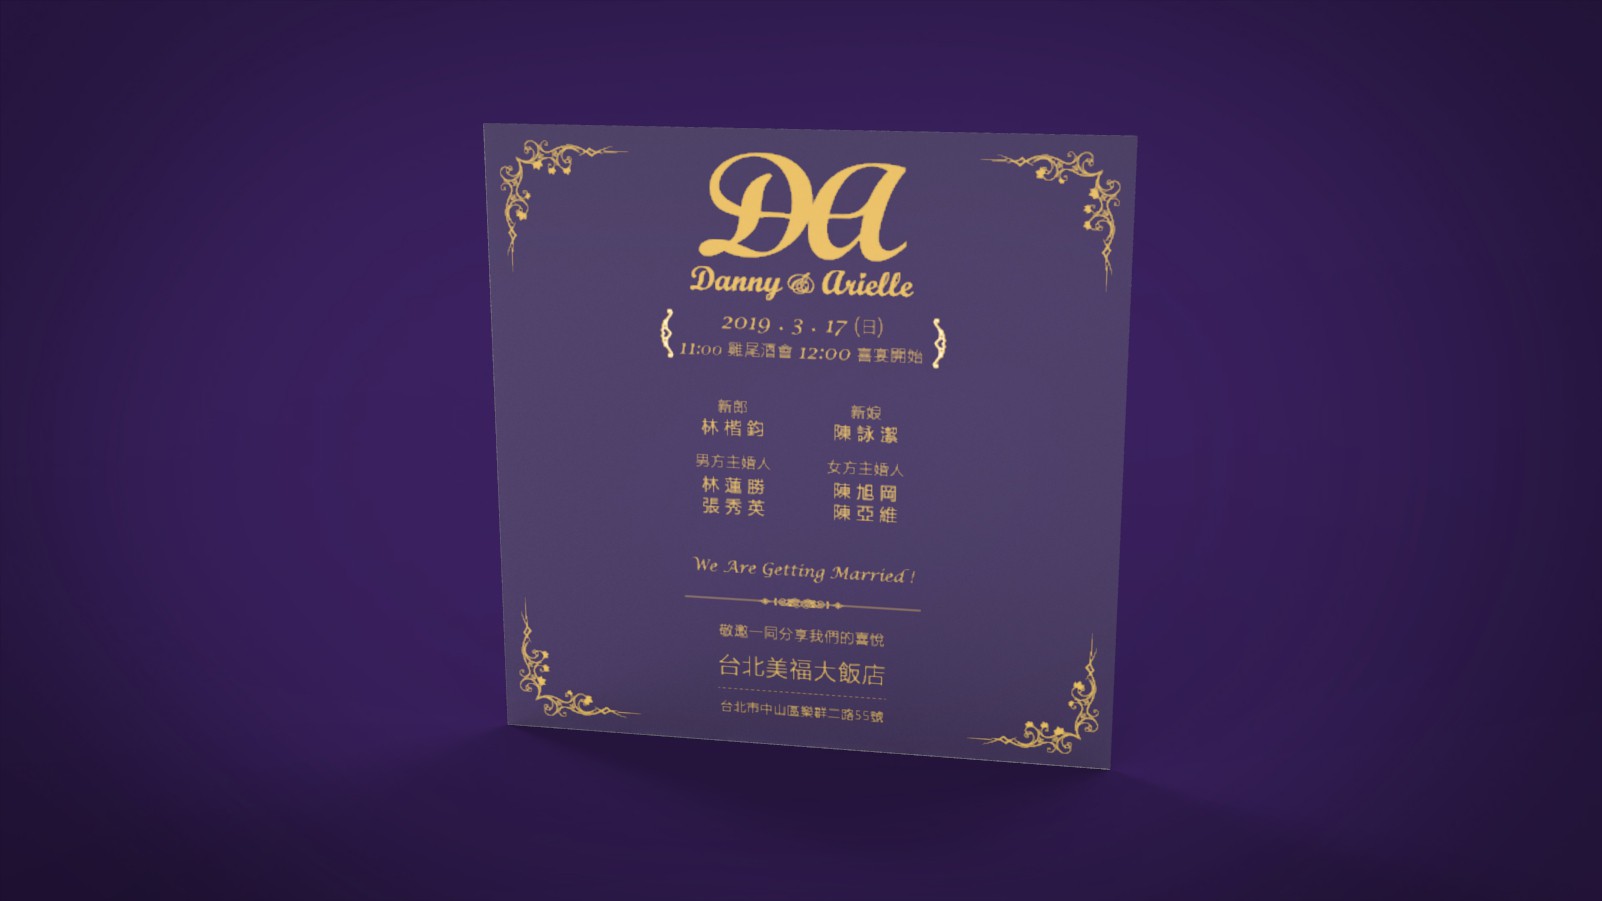 DA
Danny & Arielle
2019 . 3 . 17 (日)
11:00 雞尾酒會 12:00 喜宴開始
新郎 新娘
林楷鈞 陳詠潔
男方主婚人 女方主婚人
林蓮勝 陳旭岡
張秀英 陳亞維
We Are Getting Married !
敬邀一同分享我們的喜悅
台北美福大飯店
台北市中山區樂群二路55號